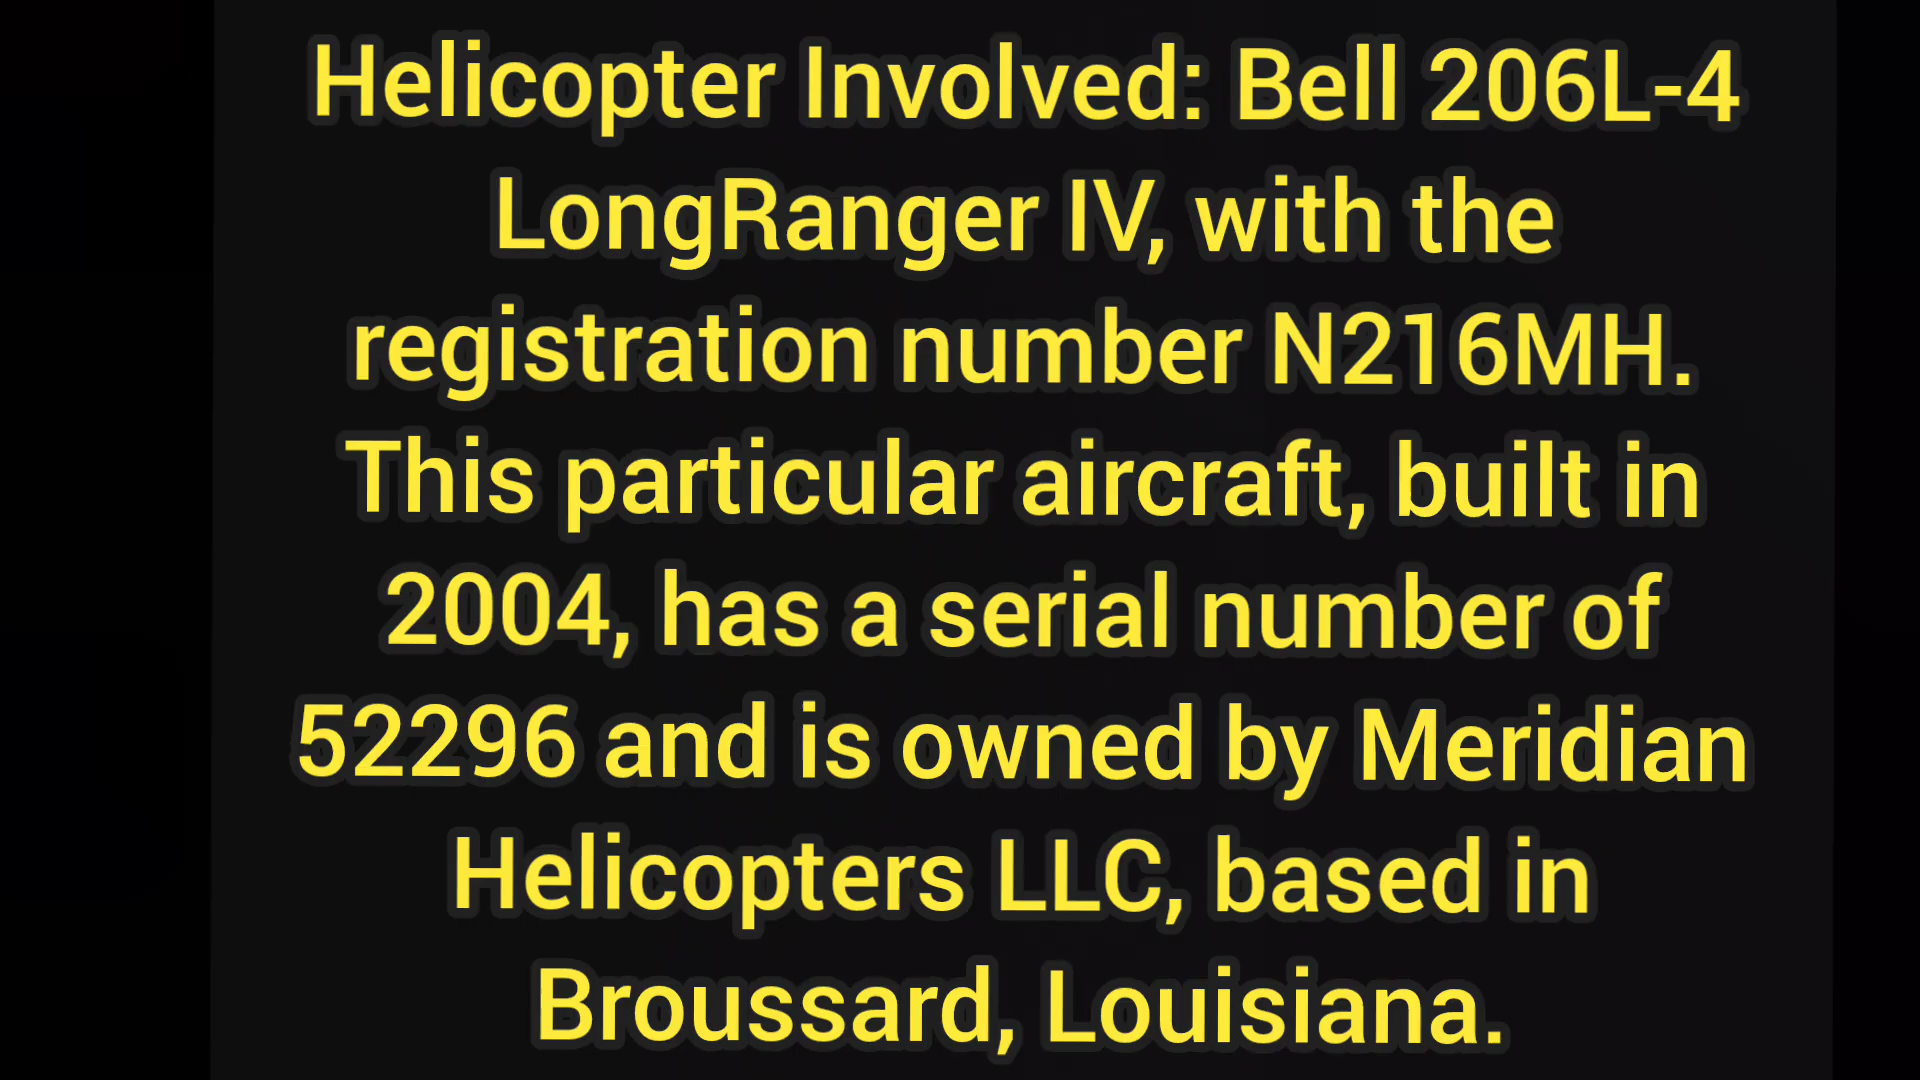 Helicopter Involved: Bell 206L-4
LongRanger IV, with the
registration number N216MH.
This particular aircraft, built in
2004, has a serial number of
52296 and is owned by Meridian
Helicopters LLC, based in
Broussard, Louisiana.